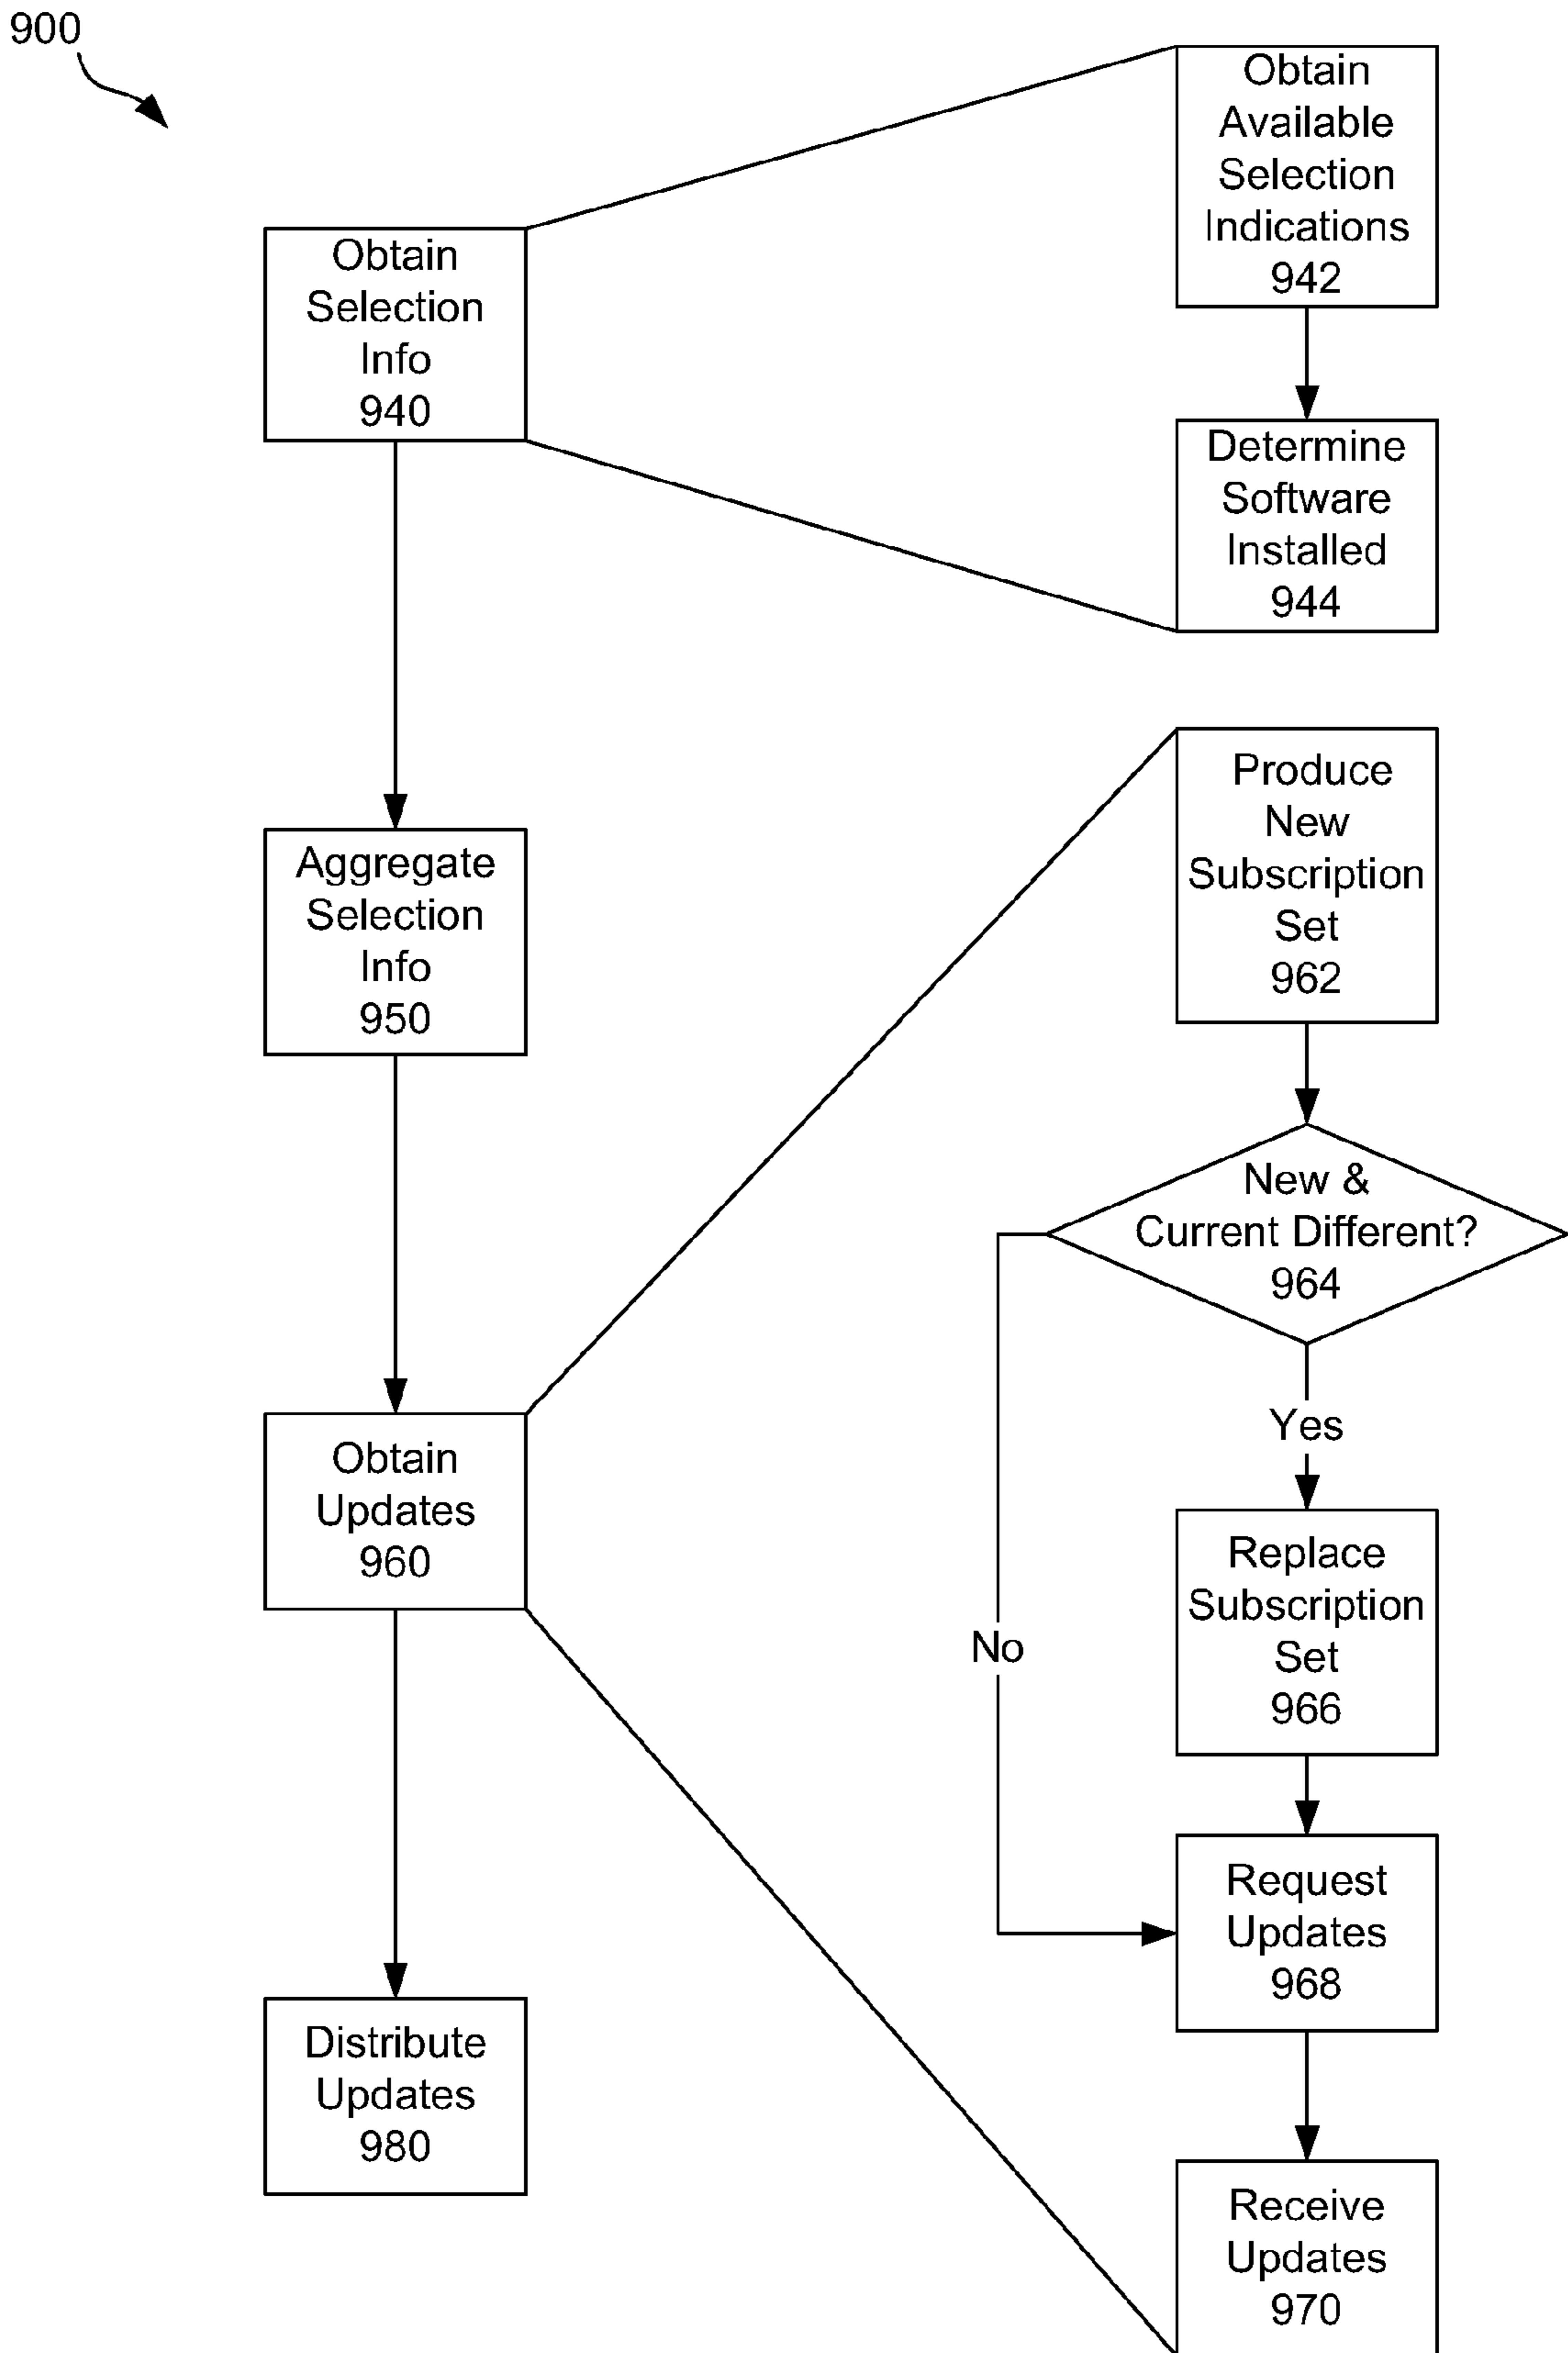 900
Obtain
Selection
Info
940
Obtain
Available
Selection
Indications
942
Determine
Software
Installed
944
Aggregate
Selection
Info
950
Obtain
Updates
960
Produce
New
Subscription
Set
962
New &
Current Different?
964
Yes
No
Replace
Subscription
Set
966
Request
Updates
968
Receive
Updates
970
Distribute
Updates
980